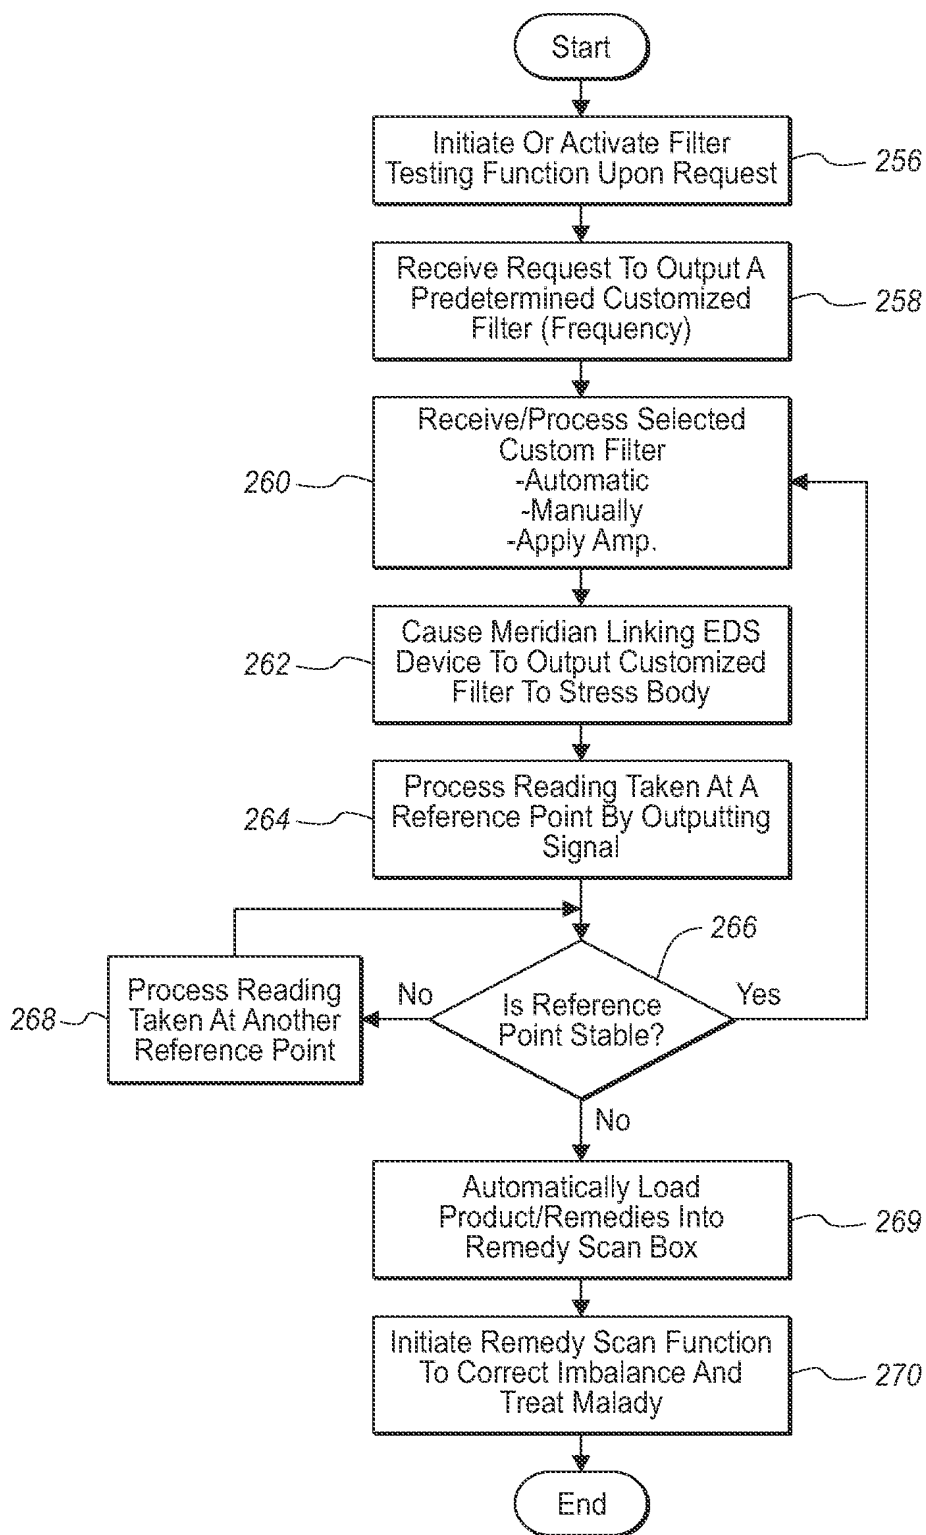 Start
Initiate Or Activate Filter
Testing Function Upon Request
256
Receive Request To Output A
Predetermined Customized
Filter (Frequency)
258
Receive/Process Selected
Custom Filter
-Automatic
-Manually
-Apply Amp.
260
Cause Meridian Linking EDS
Device To Output Customized
Filter To Stress Body
262
Process Reading Taken At A
Reference Point By Outputting
Signal
264
266
Is Reference
Point Stable?
No
Yes
Process Reading
Taken At Another
Reference Point
268
No
Automatically Load
Product/Remedies Into
Remedy Scan Box
269
Initiate Remedy Scan Function
To Correct Imbalance And
Treat Malady
270
End